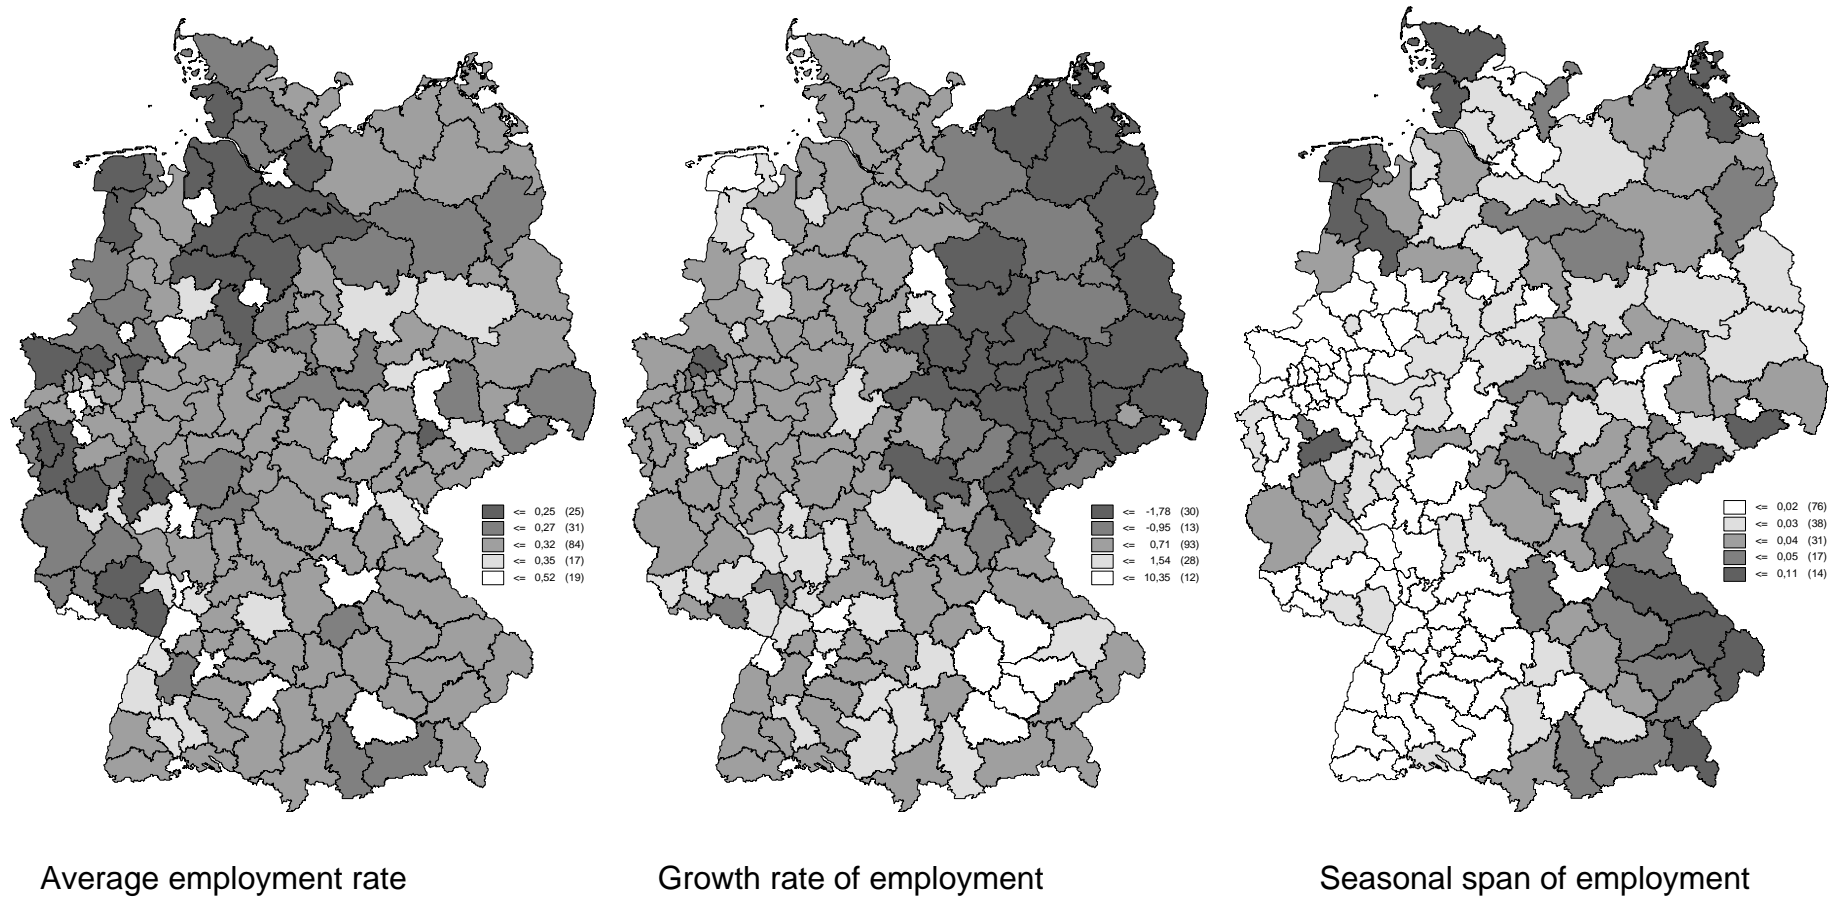 <= 0,25 (25)
<= 0,27 (31)
<= 0,32 (84)
<= 0,35 (17)
<= 0,52 (19)
<= -1,78 (30)
<= -0,95 (13)
<= 0,71 (93)
<= 1,54 (28)
<= 10,35 (12)
<= 0,02 (76)
<= 0,03 (38)
<= 0,04 (31)
<= 0,05 (17)
<= 0,11 (14)
Average employment rate
Growth rate of employment
Seasonal span of employment